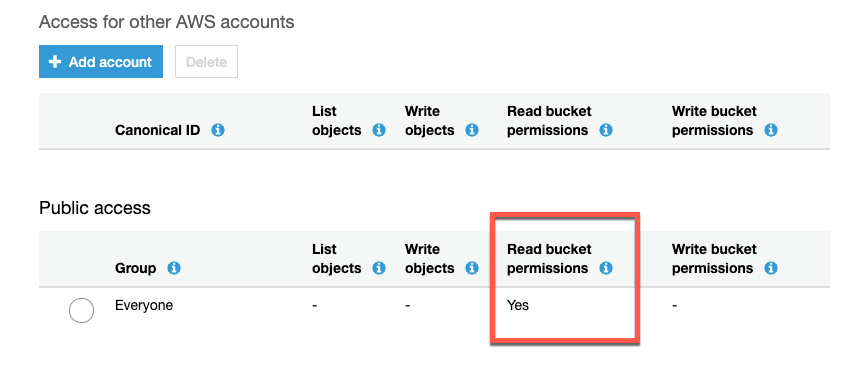 Access for other AWS accounts
+ Add account Delete
Canonical ID List objects Write objects Read bucket permissions Write bucket permissions
Public access
Group List objects Write objects Read bucket permissions Write bucket permissions
Everyone - - Yes -